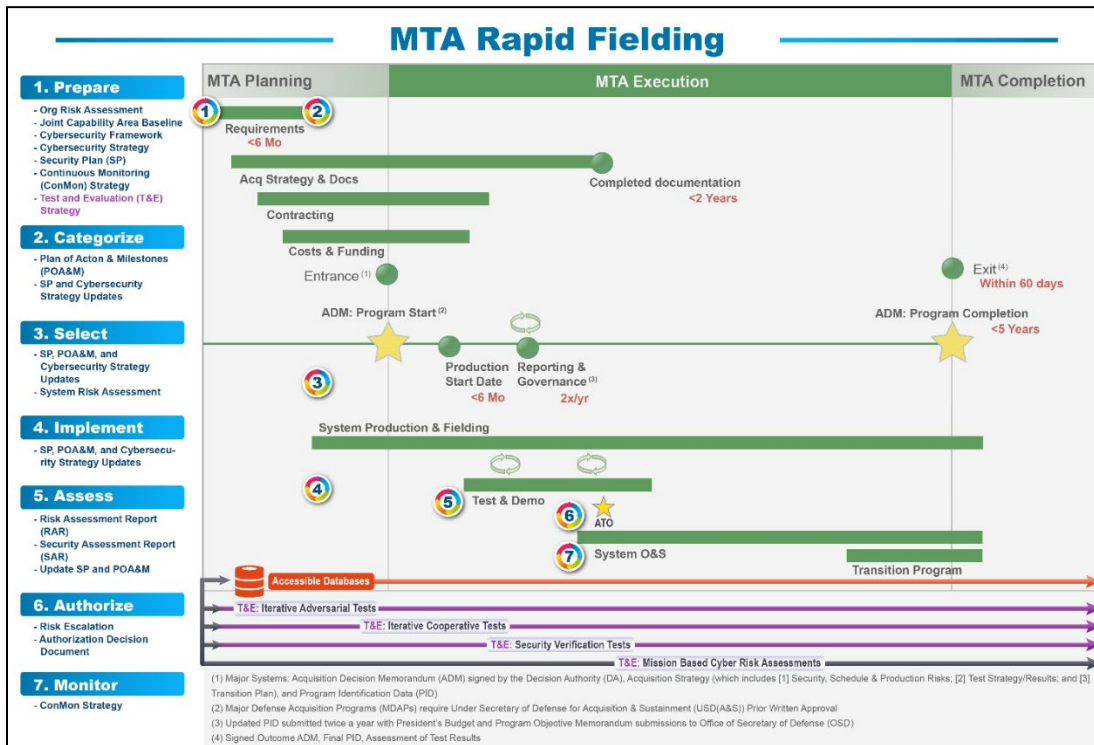 MTA Rapid Fielding
1. Prepare
- Org Risk Assessment
- Joint Capability Area Baseline
- Cybersecurity Framework
- Cybersecurity Strategy
- Security Plan (SP)
- Continuous Monitoring
(ConMon) Strategy
- Test and Evaluation (T&E)
Strategy
2. Categorize
- Plan of Acton & Milestones
(POA&M)
- SP and Cybersecurity
Strategy Updates
3. Select
- SP, POA&M, and
Cybersecurity Strategy
Updates
- System Risk Assessment
4. Implement
- SP, POA&M, and Cybersecu-
rity Strategy Updates
5. Assess
- Risk Assessment Report
(RAR)
- Security Assessment Report
(SAR)
- Update SP and POA&M
6. Authorize
- Risk Escalation
- Authorization Decision
Document
7. Monitor
- ConMon Strategy
MTA Planning
MTA Execution
MTA Completion
1
2
Requirements
<6 Mo
Acq Strategy & Docs
Completed documentation
<2 Years
Contracting
Costs & Funding
Entrance (1)
Exit (4)
Within 60 days
ADM: Program Start (2)
ADM: Program Completion
<5 Years
Production
Start Date
<6 Mo
Reporting &
Governance (3)
2x/yr
3
System Production & Fielding
4
5
Test & Demo
6
ATO
7
System O&S
Transition Program
Accessible Databases
T&E: Iterative Adversarial Tests
T&E: Iterative Cooperative Tests
T&E: Security Verification Tests
T&E: Mission Based Cyber Risk Assessments
(1) Major Systems: Acquisition Decision Memorandum (ADM) signed by the Decision Authority (DA), Acquisition Strategy (which includes [1] Security, Schedule & Production Risks; [2] Test Strategy/Results; and [3]
Transition Plan), and Program Identification Data (PID)
(2) Major Defense Acquisition Programs (MDAPs) require Under Secretary of Defense for Acquisition & Sustainment (USD(A&S)) Prior Written Approval
(3) Updated PID submitted twice a year with President's Budget and Program Objective Memorandum submissions to Office of Secretary of Defense (OSD)
(4) Signed Outcome ADM, Final PID, Assessment of Test Results